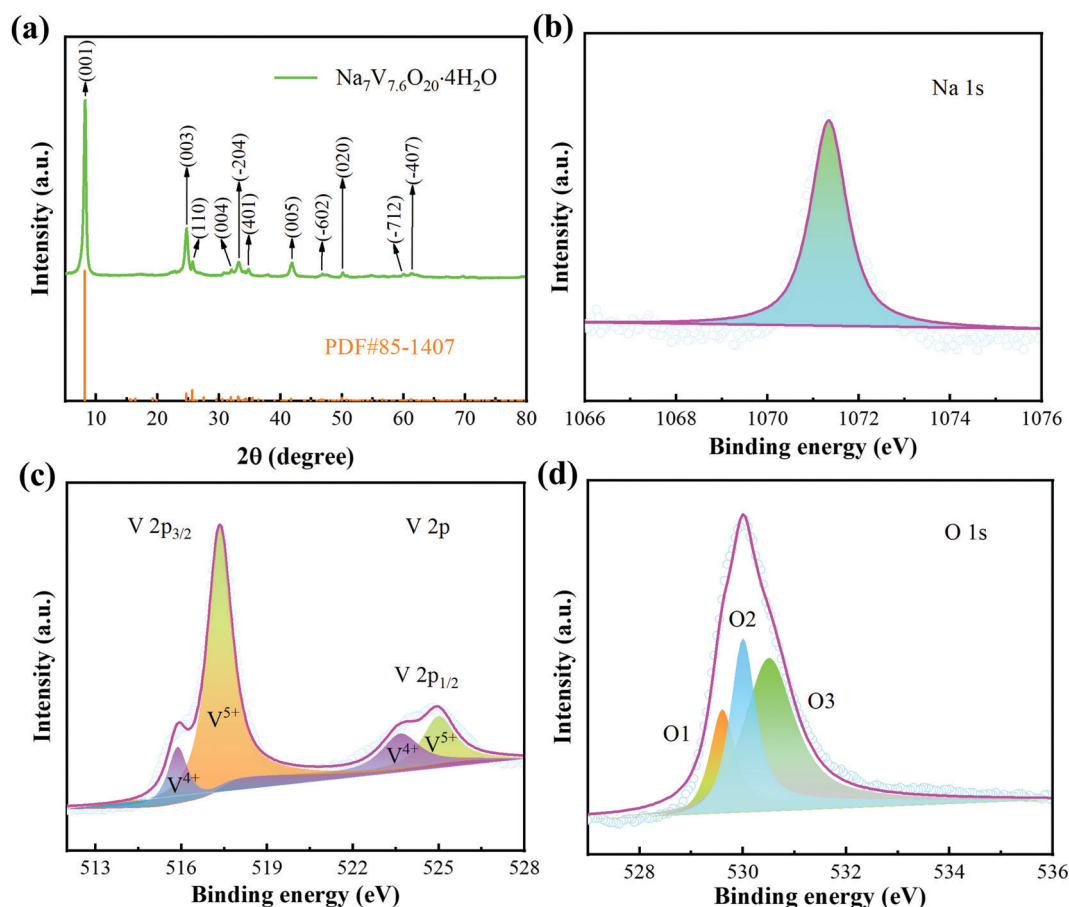 (a)
Intensity (a.u.)
(001)
(003)
(110)
(004)
(-204)
(401)
(005)
(-602)
(020)
(-712)
(-407)
Na₇V₇.₆O₂₀·4H₂O
PDF#85-1407
10 20 30 40 50 60 70 80
2θ (degree)
(b)
Intensity (a.u.)
Na 1s
1066 1068 1070 1072 1074 1076
Binding energy (eV)
(c)
Intensity (a.u.)
V 2p₃/₂
V 2p
V 2p₁/₂
V⁴⁺
V⁵⁺
V⁴⁺
V⁵⁺
513 516 519 522 525 528
Binding energy (eV)
(d)
Intensity (a.u.)
O 1s
O1
O2
O3
528 530 532 534 536
Binding energy (eV)